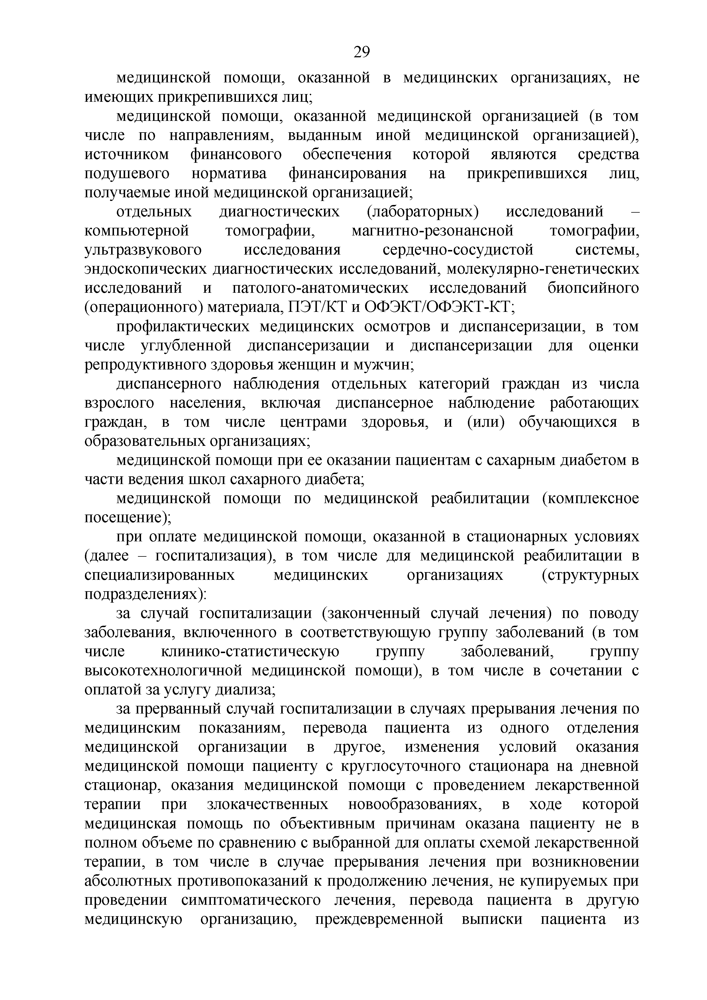 29
медицинской помощи, оказанной в медицинских организациях, не
имеющих прикрепившихся лиц;
медицинской помощи, оказанной медицинской организацией (в том
числе по направлениям, выданным иной медицинской организацией),
источником финансового обеспечения которой являются средства
подушевого норматива финансирования на прикрепившихся лиц,
получаемые иной медицинской организацией;
отдельных диагностических (лабораторных) исследований –
компьютерной томографии, магнитно-резонансной томографии,
ультразвукового исследования сердечно-сосудистой системы,
эндоскопических диагностических исследований, молекулярно-генетических
исследований и патолого-анатомических исследований биопсийного
(операционного) материала, ПЭТ/КТ и ОФЭКТ/ОФЭКТ-КТ;
профилактических медицинских осмотров и диспансеризации, в том
числе углубленной диспансеризации и диспансеризации для оценки
репродуктивного здоровья женщин и мужчин;
диспансерного наблюдения отдельных категорий граждан из числа
взрослого населения, включая диспансерное наблюдение работающих
граждан, в том числе центрами здоровья, и (или) обучающихся в
образовательных организациях;
медицинской помощи при ее оказании пациентам с сахарным диабетом в
части ведения школ сахарного диабета;
медицинской помощи по медицинской реабилитации (комплексное
посещение);
при оплате медицинской помощи, оказанной в стационарных условиях
(далее – госпитализация), в том числе для медицинской реабилитации в
специализированных медицинских организациях (структурных
подразделениях):
за случай госпитализации (законченный случай лечения) по поводу
заболевания, включенного в соответствующую группу заболеваний (в том
числе клинико-статистическую группу заболеваний, группу
высокотехнологичной медицинской помощи), в том числе в сочетании с
оплатой за услугу диализа;
за прерванный случай госпитализации в случаях прерывания лечения по
медицинским показаниям, перевода пациента из одного отделения
медицинской организации в другое, изменения условий оказания
медицинской помощи пациенту с круглосуточного стационара на дневной
стационар, оказания медицинской помощи с проведением лекарственной
терапии при злокачественных новообразованиях, в ходе которой
медицинская помощь по объективным причинам оказана пациенту не в
полном объеме по сравнению с выбранной для оплаты схемой лекарственной
терапии, в том числе в случае прерывания лечения при возникновении
абсолютных противопоказаний к продолжению лечения, не купируемых при
проведении симптоматического лечения, перевода пациента в другую
медицинскую организацию, преждевременной выписки пациента из